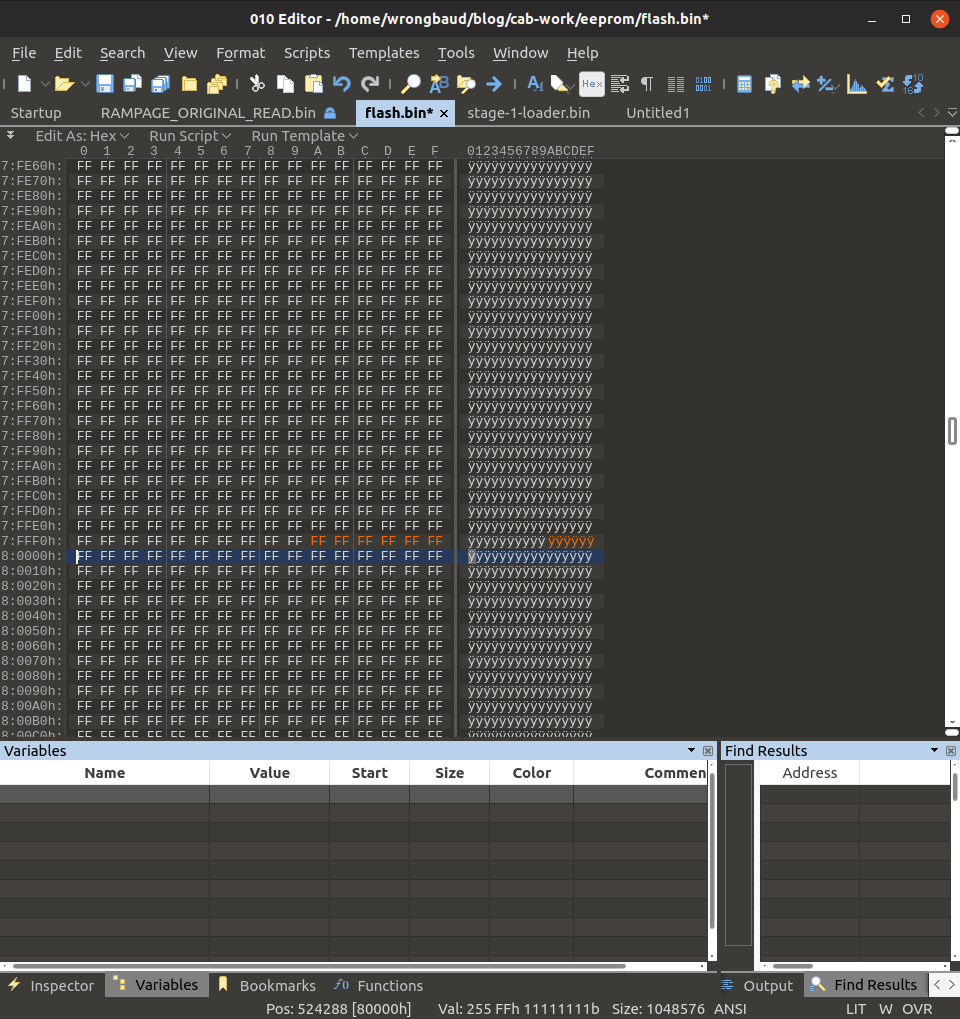 010 Editor - /home/wrongbaud/blog/cab-work/eeprom/flash.bin*
File Edit Search View Format Scripts Templates Tools Window Help
Hex
Startup RAMPAGE_ORIGINAL_READ.bin flash.bin* stage-1-loader.bin Untitled1
Edit As: Hex Run Script Run Template
0 1 2 3 4 5 6 7 8 9 A B C D E F 0123456789ABCDEF
7:FE60h: FF FF FF FF FF FF FF FF FF FF FF FF FF FF FF FF ÿÿÿÿÿÿÿÿÿÿÿÿÿÿÿÿ
7:FE70h: FF FF FF FF FF FF FF FF FF FF FF FF FF FF FF FF ÿÿÿÿÿÿÿÿÿÿÿÿÿÿÿÿ
7:FE80h: FF FF FF FF FF FF FF FF FF FF FF FF FF FF FF FF ÿÿÿÿÿÿÿÿÿÿÿÿÿÿÿÿ
7:FE90h: FF FF FF FF FF FF FF FF FF FF FF FF FF FF FF FF ÿÿÿÿÿÿÿÿÿÿÿÿÿÿÿÿ
7:FEA0h: FF FF FF FF FF FF FF FF FF FF FF FF FF FF FF FF ÿÿÿÿÿÿÿÿÿÿÿÿÿÿÿÿ
7:FEB0h: FF FF FF FF FF FF FF FF FF FF FF FF FF FF FF FF ÿÿÿÿÿÿÿÿÿÿÿÿÿÿÿÿ
7:FEC0h: FF FF FF FF FF FF FF FF FF FF FF FF FF FF FF FF ÿÿÿÿÿÿÿÿÿÿÿÿÿÿÿÿ
7:FED0h: FF FF FF FF FF FF FF FF FF FF FF FF FF FF FF FF ÿÿÿÿÿÿÿÿÿÿÿÿÿÿÿÿ
7:FEE0h: FF FF FF FF FF FF FF FF FF FF FF FF FF FF FF FF ÿÿÿÿÿÿÿÿÿÿÿÿÿÿÿÿ
7:FEF0h: FF FF FF FF FF FF FF FF FF FF FF FF FF FF FF FF ÿÿÿÿÿÿÿÿÿÿÿÿÿÿÿÿ
7:FF00h: FF FF FF FF FF FF FF FF FF FF FF FF FF FF FF FF ÿÿÿÿÿÿÿÿÿÿÿÿÿÿÿÿ
7:FF10h: FF FF FF FF FF FF FF FF FF FF FF FF FF FF FF FF ÿÿÿÿÿÿÿÿÿÿÿÿÿÿÿÿ
7:FF20h: FF FF FF FF FF FF FF FF FF FF FF FF FF FF FF FF ÿÿÿÿÿÿÿÿÿÿÿÿÿÿÿÿ
7:FF30h: FF FF FF FF FF FF FF FF FF FF FF FF FF FF FF FF ÿÿÿÿÿÿÿÿÿÿÿÿÿÿÿÿ
7:FF40h: FF FF FF FF FF FF FF FF FF FF FF FF FF FF FF FF ÿÿÿÿÿÿÿÿÿÿÿÿÿÿÿÿ
7:FF50h: FF FF FF FF FF FF FF FF FF FF FF FF FF FF FF FF ÿÿÿÿÿÿÿÿÿÿÿÿÿÿÿÿ
7:FF60h: FF FF FF FF FF FF FF FF FF FF FF FF FF FF FF FF ÿÿÿÿÿÿÿÿÿÿÿÿÿÿÿÿ
7:FF70h: FF FF FF FF FF FF FF FF FF FF FF FF FF FF FF FF ÿÿÿÿÿÿÿÿÿÿÿÿÿÿÿÿ
7:FF80h: FF FF FF FF FF FF FF FF FF FF FF FF FF FF FF FF ÿÿÿÿÿÿÿÿÿÿÿÿÿÿÿÿ
7:FF90h: FF FF FF FF FF FF FF FF FF FF FF FF FF FF FF FF ÿÿÿÿÿÿÿÿÿÿÿÿÿÿÿÿ
7:FFA0h: FF FF FF FF FF FF FF FF FF FF FF FF FF FF FF FF ÿÿÿÿÿÿÿÿÿÿÿÿÿÿÿÿ
7:FFB0h: FF FF FF FF FF FF FF FF FF FF FF FF FF FF FF FF ÿÿÿÿÿÿÿÿÿÿÿÿÿÿÿÿ
7:FFC0h: FF FF FF FF FF FF FF FF FF FF FF FF FF FF FF FF ÿÿÿÿÿÿÿÿÿÿÿÿÿÿÿÿ
7:FFD0h: FF FF FF FF FF FF FF FF FF FF FF FF FF FF FF FF ÿÿÿÿÿÿÿÿÿÿÿÿÿÿÿÿ
7:FFE0h: FF FF FF FF FF FF FF FF FF FF FF FF FF FF FF FF ÿÿÿÿÿÿÿÿÿÿÿÿÿÿÿÿ
7:FFF0h: FF FF FF FF FF FF FF FF FF FF FF FF FF FF FF FF ÿÿÿÿÿÿÿÿÿÿÿÿÿÿÿÿ
8:0000h: FF FF FF FF FF FF FF FF FF FF FF FF FF FF FF FF ÿÿÿÿÿÿÿÿÿÿÿÿÿÿÿÿ
8:0010h: FF FF FF FF FF FF FF FF FF FF FF FF FF FF FF FF ÿÿÿÿÿÿÿÿÿÿÿÿÿÿÿÿ
8:0020h: FF FF FF FF FF FF FF FF FF FF FF FF FF FF FF FF ÿÿÿÿÿÿÿÿÿÿÿÿÿÿÿÿ
8:0030h: FF FF FF FF FF FF FF FF FF FF FF FF FF FF FF FF ÿÿÿÿÿÿÿÿÿÿÿÿÿÿÿÿ
8:0040h: FF FF FF FF FF FF FF FF FF FF FF FF FF FF FF FF ÿÿÿÿÿÿÿÿÿÿÿÿÿÿÿÿ
8:0050h: FF FF FF FF FF FF FF FF FF FF FF FF FF FF FF FF ÿÿÿÿÿÿÿÿÿÿÿÿÿÿÿÿ
8:0060h: FF FF FF FF FF FF FF FF FF FF FF FF FF FF FF FF ÿÿÿÿÿÿÿÿÿÿÿÿÿÿÿÿ
8:0070h: FF FF FF FF FF FF FF FF FF FF FF FF FF FF FF FF ÿÿÿÿÿÿÿÿÿÿÿÿÿÿÿÿ
8:0080h: FF FF FF FF FF FF FF FF FF FF FF FF FF FF FF FF ÿÿÿÿÿÿÿÿÿÿÿÿÿÿÿÿ
8:0090h: FF FF FF FF FF FF FF FF FF FF FF FF FF FF FF FF ÿÿÿÿÿÿÿÿÿÿÿÿÿÿÿÿ
8:00A0h: FF FF FF FF FF FF FF FF FF FF FF FF FF FF FF FF ÿÿÿÿÿÿÿÿÿÿÿÿÿÿÿÿ
8:00B0h: FF FF FF FF FF FF FF FF FF FF FF FF FF FF FF FF ÿÿÿÿÿÿÿÿÿÿÿÿÿÿÿÿ
8:00C0h: FF FF FF FF FF FF FF FF FF FF FF FF FF FF FF FF ÿÿÿÿÿÿÿÿÿÿÿÿÿÿÿÿ
Variables Find Results
Name Value Start Size Color Commen Address
Inspector Variables Bookmarks Functions Output Find Results
Pos: 524288 [80000h] Val: 255 FFh 11111111b Size: 1048576 ANSI LIT W OVR